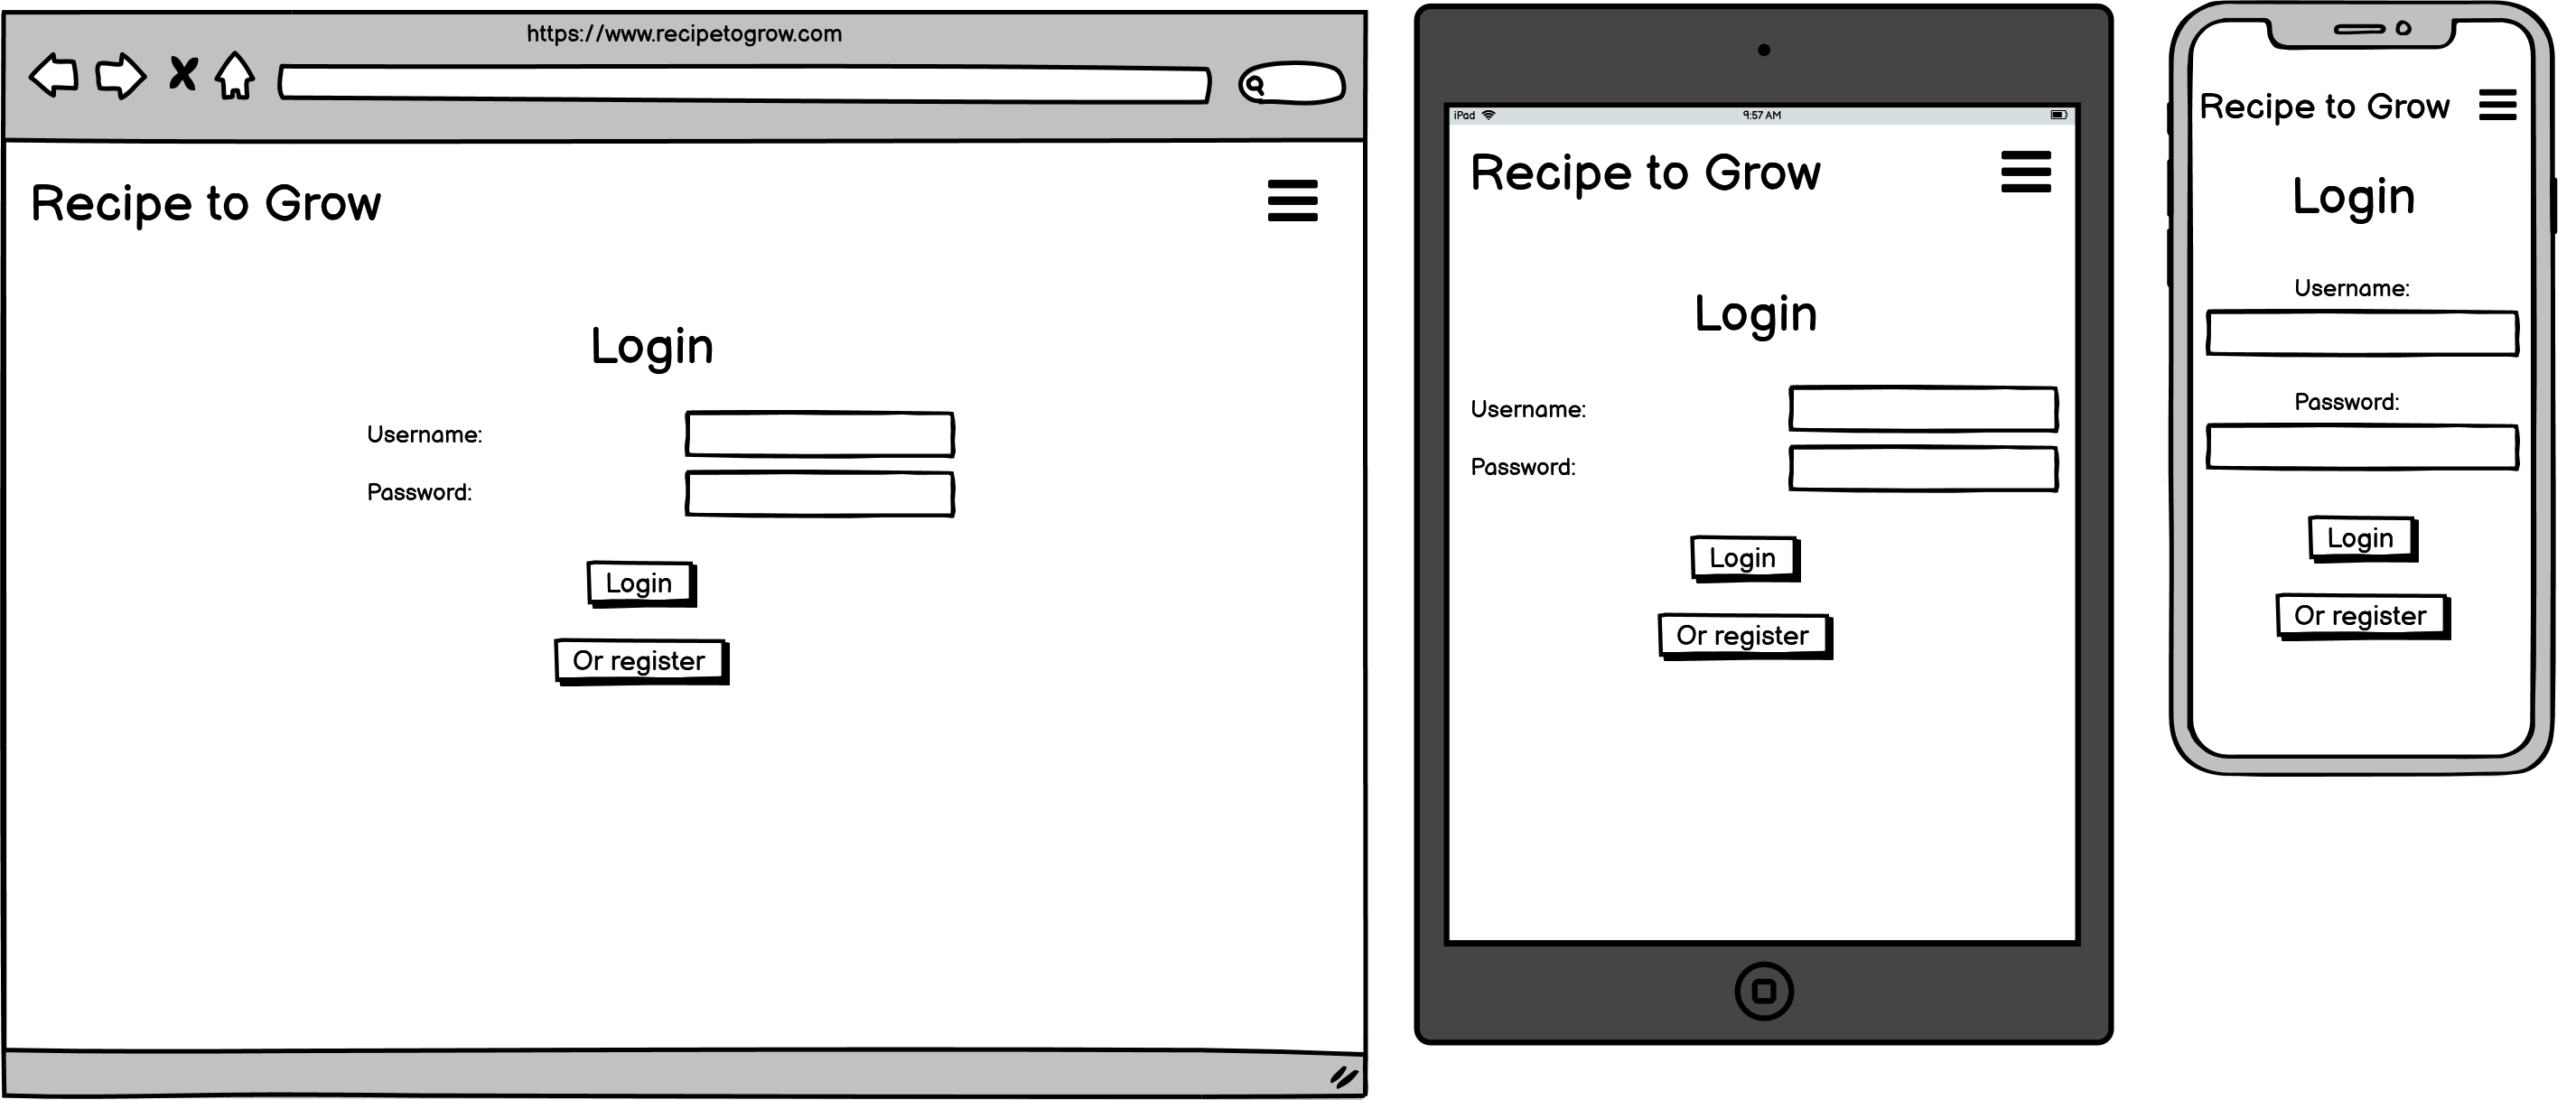 https://www.recipetogrow.com
Recipe to Grow
Login
Username:
Password:
Login
Or register
iPad
9:57 AM
Recipe to Grow
Login
Username:
Password:
Login
Or register
Recipe to Grow
Login
Username:
Password:
Login
Or register